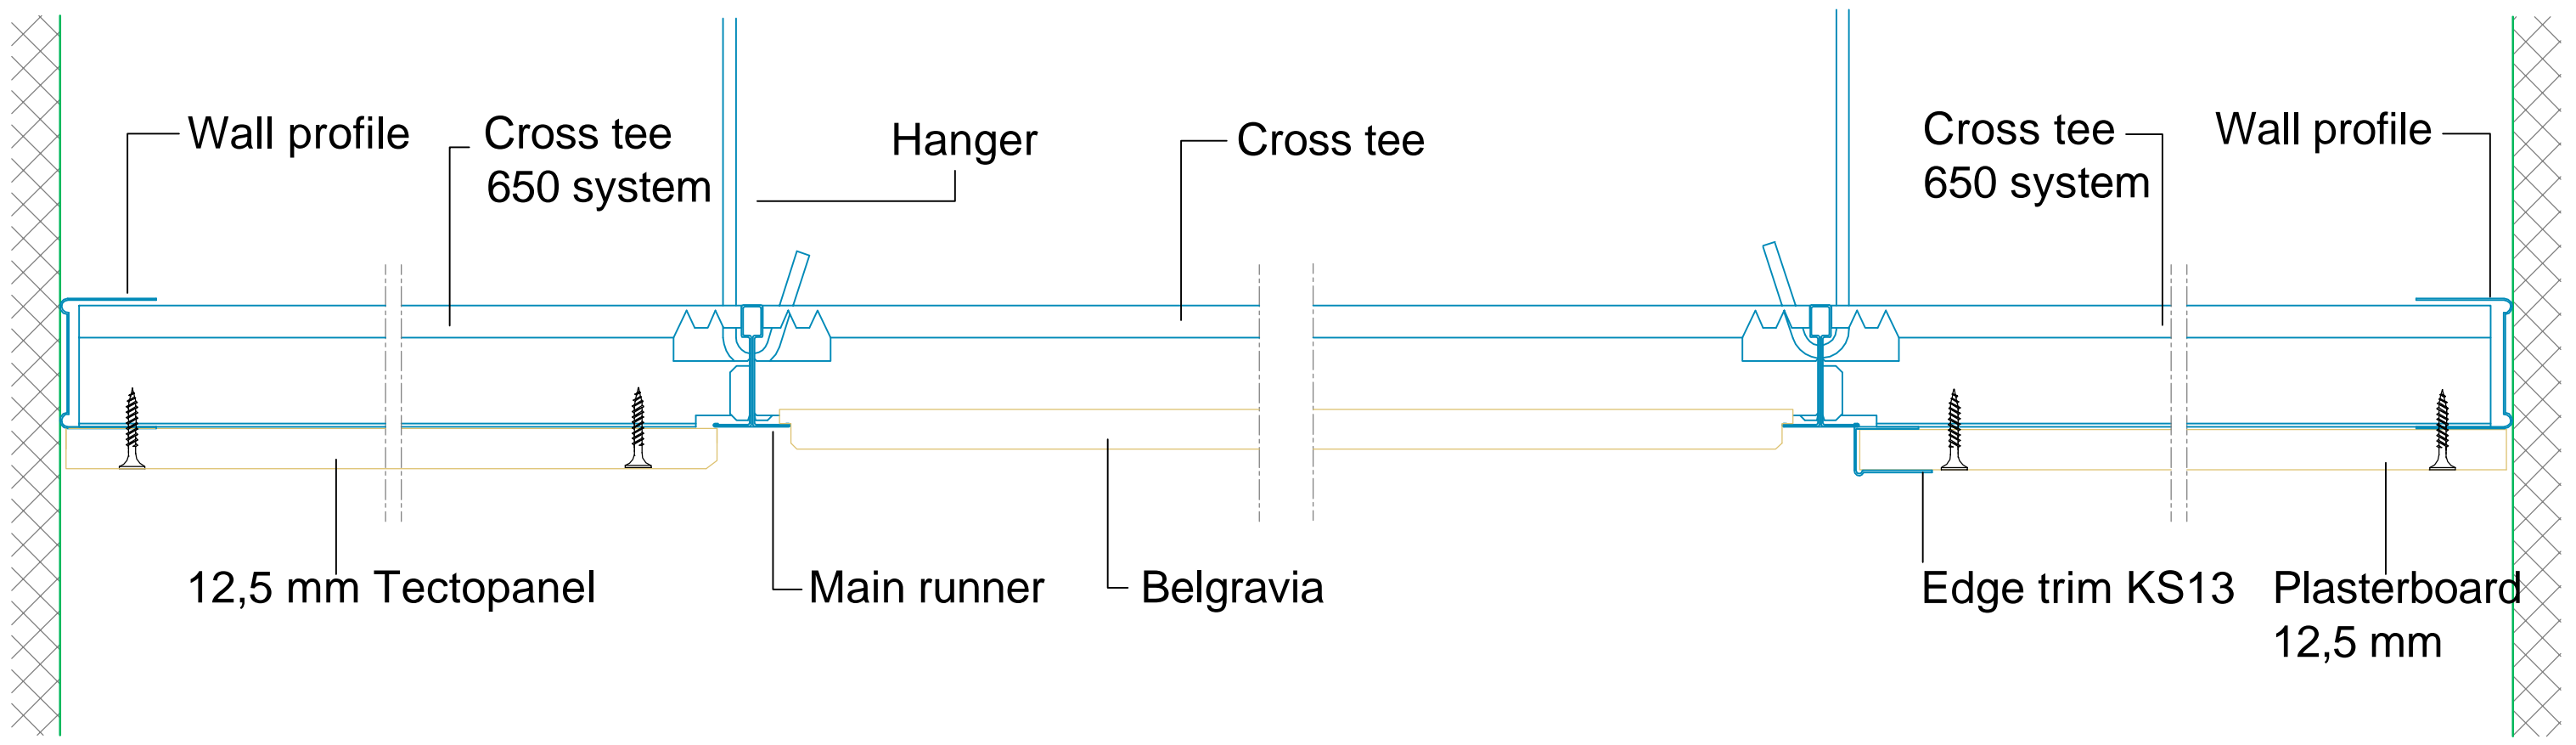 Wall profile
Cross tee
650 system
Hanger
Cross tee
Cross tee
650 system
Wall profile
12,5 mm Tectopanel
Main runner
Belgravia
Edge trim KS13
Plasterboard
12,5 mm